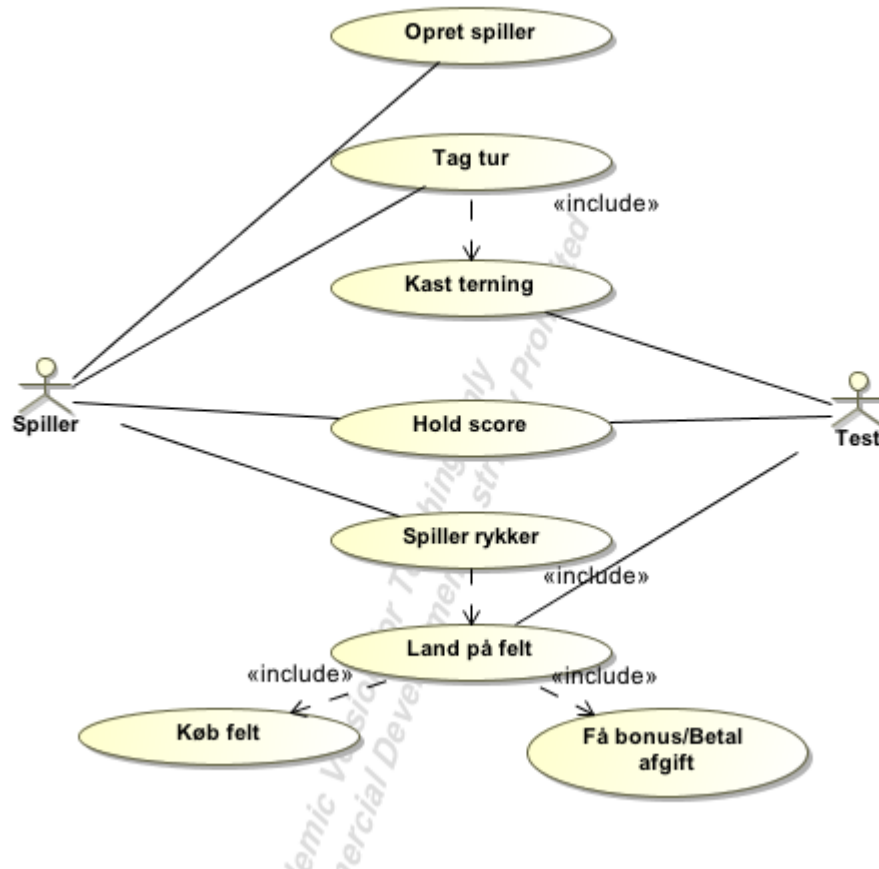 Opret spiller
Tag tur
«include»
Kast terning
Spiller
Hold score
Test
Spiller rykker
«include»
Land på felt
«include»
«include»
Køb felt
Få bonus/Betal
afgift